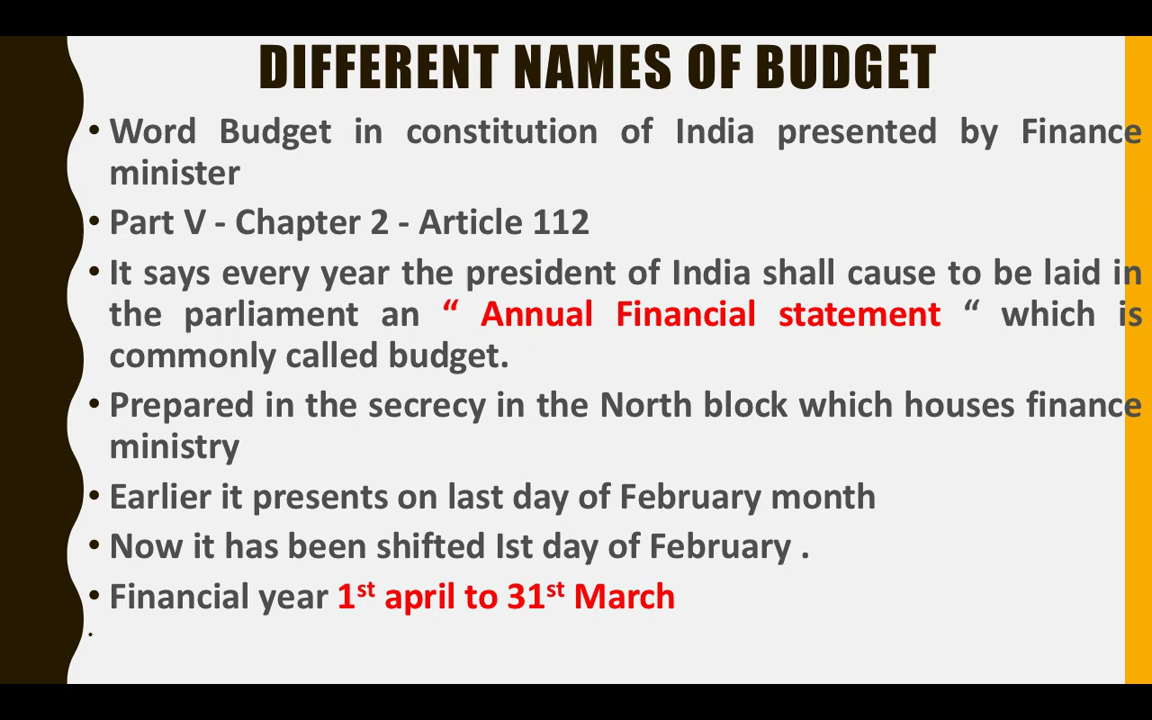 DIFFERENT NAMES OF BUDGET
• Word Budget in constitution of India presented by Finance
minister
• Part V - Chapter 2 - Article 112
• It says every year the president of India shall cause to be laid in
the parliament an “ Annual Financial statement “ which is
commonly called budget.
• Prepared in the secrecy in the North block which houses finance
ministry
• Earlier it presents on last day of February month
• Now it has been shifted Ist day of February .
• Financial year 1st april to 31st March
•